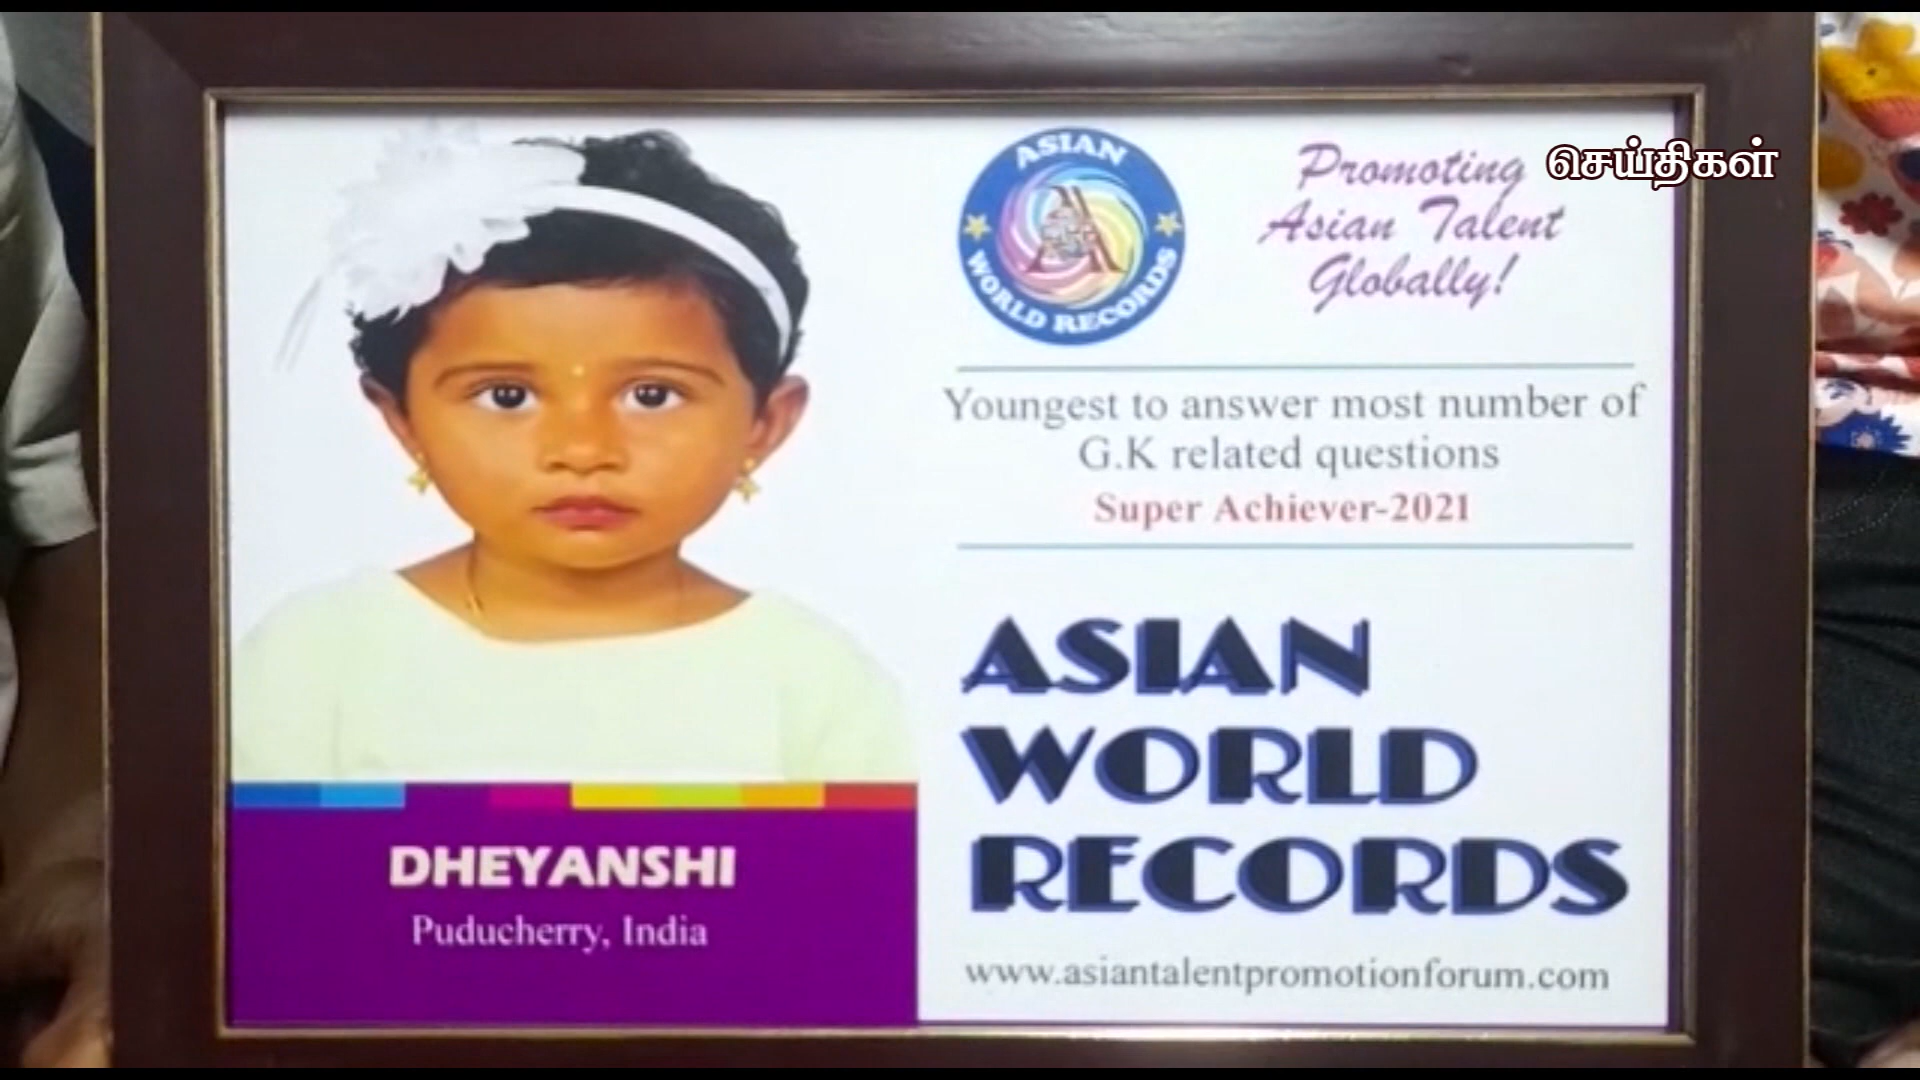 ASIAN
WORLD RECORDS
Promoting
Asian Talent
Globally!
செய்திகள்
Youngest to answer most number of
G.K related questions
Super Achiever-2021
ASIAN
WORLD
RECORDS
www.asiantalentpromotionforum.com
DHEYANSHI
Puducherry, India